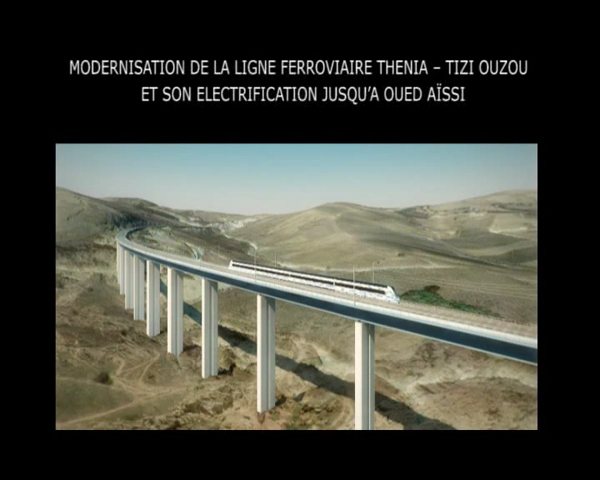 MODERNISATION DE LA LIGNE FERROVIAIRE THENIA – TIZI OUZOU
ET SON ELECTRIFICATION JUSQU'A OUED AÏSSI